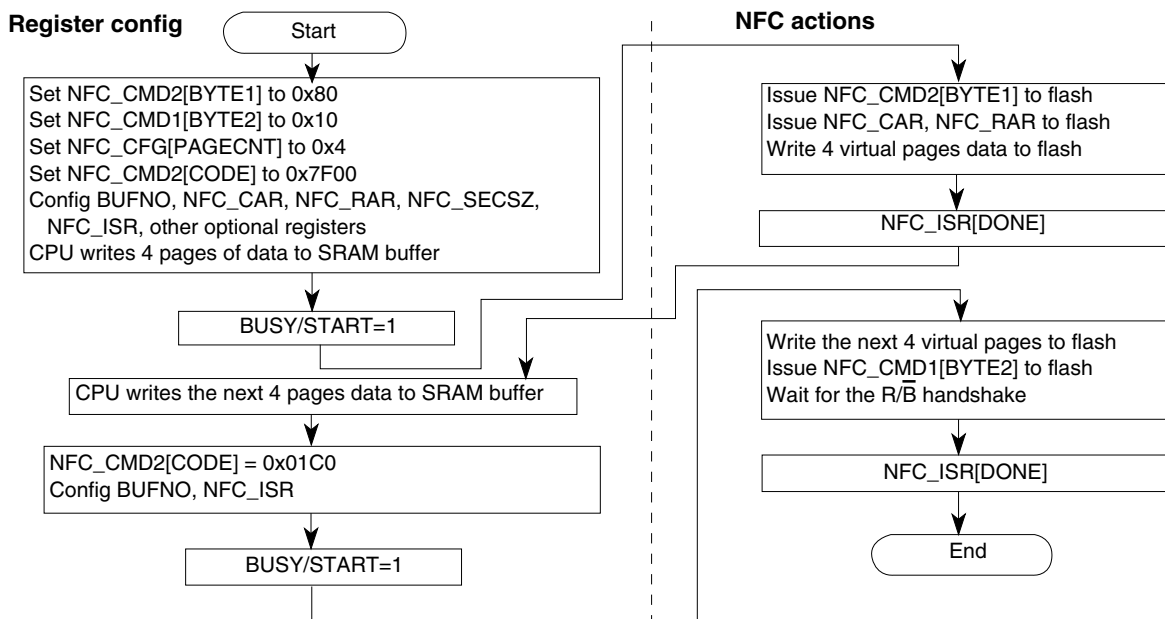 Register config
Start
Set NFC_CMD2[BYTE1] to 0x80
Set NFC_CMD1[BYTE2] to 0x10
Set NFC_CFG[PAGECNT] to 0x4
Set NFC_CMD2[CODE] to 0x7F00
Config BUFNO, NFC_CAR, NFC_RAR, NFC_SECSZ,
NFC_ISR, other optional registers
CPU writes 4 pages of data to SRAM buffer
BUSY/START=1
CPU writes the next 4 pages data to SRAM buffer
NFC_CMD2[CODE] = 0x01C0
Config BUFNO, NFC_ISR
BUSY/START=1
NFC actions
Issue NFC_CMD2[BYTE1] to flash
Issue NFC_CAR, NFC_RAR to flash
Write 4 virtual pages data to flash
NFC_ISR[DONE]
Write the next 4 virtual pages to flash
Issue NFC_CMD1[BYTE2] to flash
Wait for the R/B̅ handshake
NFC_ISR[DONE]
End